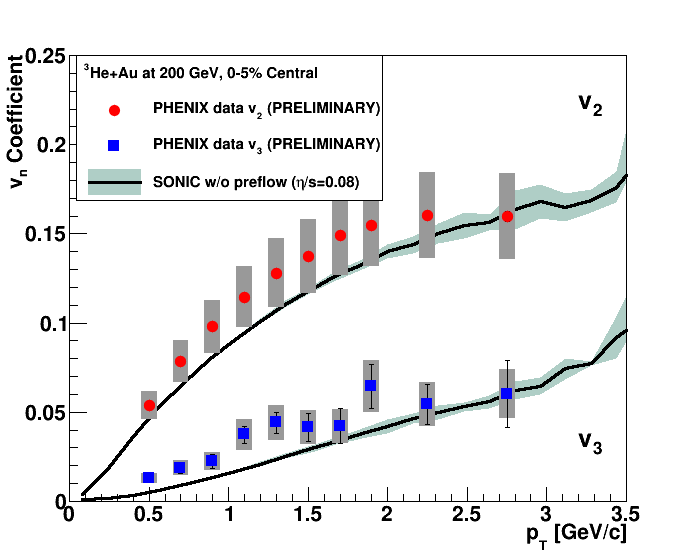 ³He+Au at 200 GeV, 0-5% Central
PHENIX data v₂ (PRELIMINARY)
PHENIX data v₃ (PRELIMINARY)
SONIC w/o preflow (η/s=0.08)
vₙ Coefficient
0.25
0.2
0.15
0.1
0.05
0
v₂
v₃
0 0.5 1 1.5 2 2.5 3 3.5
p_T [GeV/c]